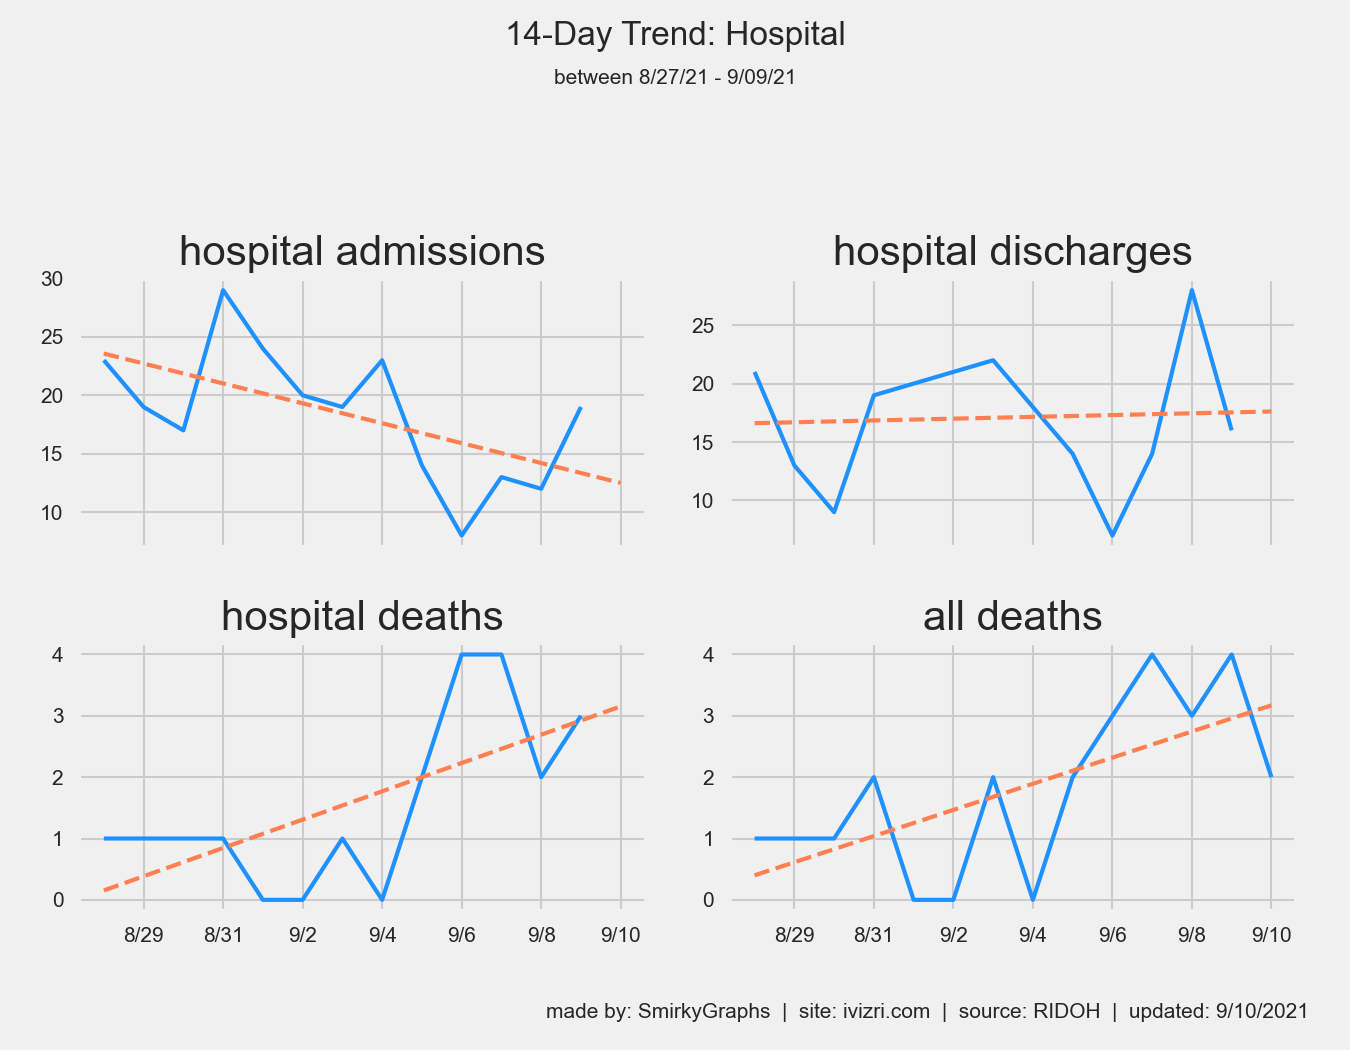 14-Day Trend: Hospital
between 8/27/21 - 9/09/21
hospital admissions
30
25
20
15
10
hospital discharges
25
20
15
10
hospital deaths
4
3
2
1
0
8/29 8/31 9/2 9/4 9/6 9/8 9/10
all deaths
4
3
2
1
0
8/29 8/31 9/2 9/4 9/6 9/8 9/10
made by: SmirkyGraphs | site: ivizri.com | source: RIDOH | updated: 9/10/2021